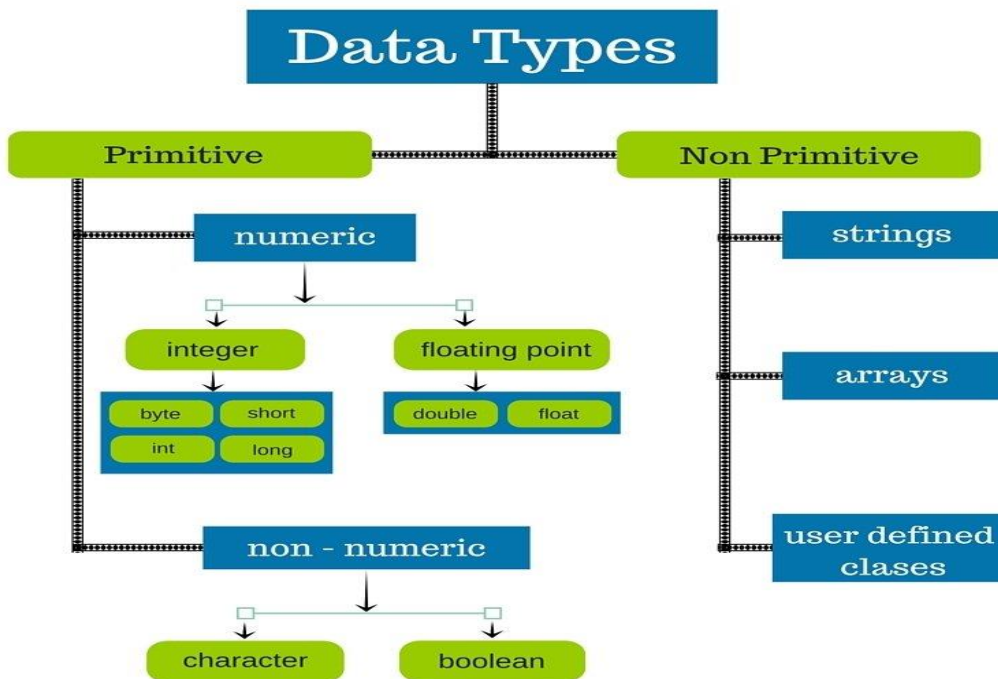 Data Types
Primitive
Non Primitive
numeric
strings
integer
floating point
arrays
byte
short
double
float
int
long
non - numeric
user defined
clases
character
boolean